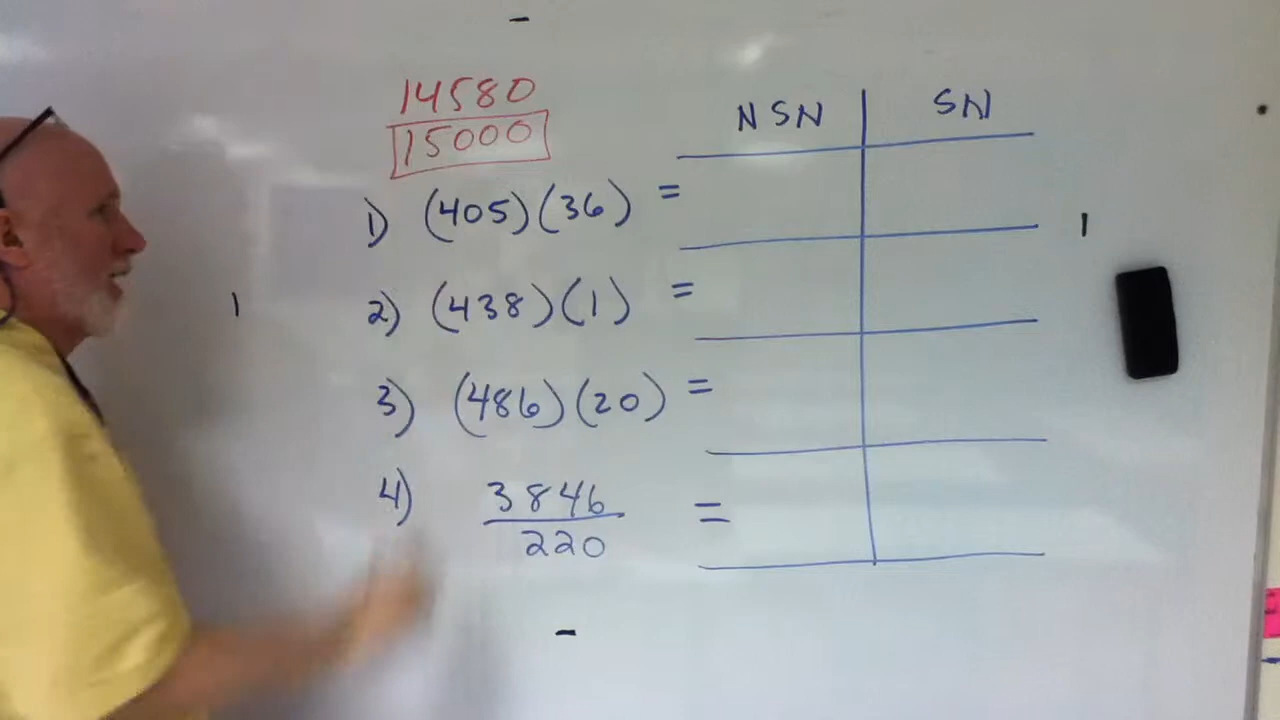 14580
15000
NSN SN
1) (405)(36) =
2) (438)(1) =
3) (486)(20) =
4) 3846
220 =